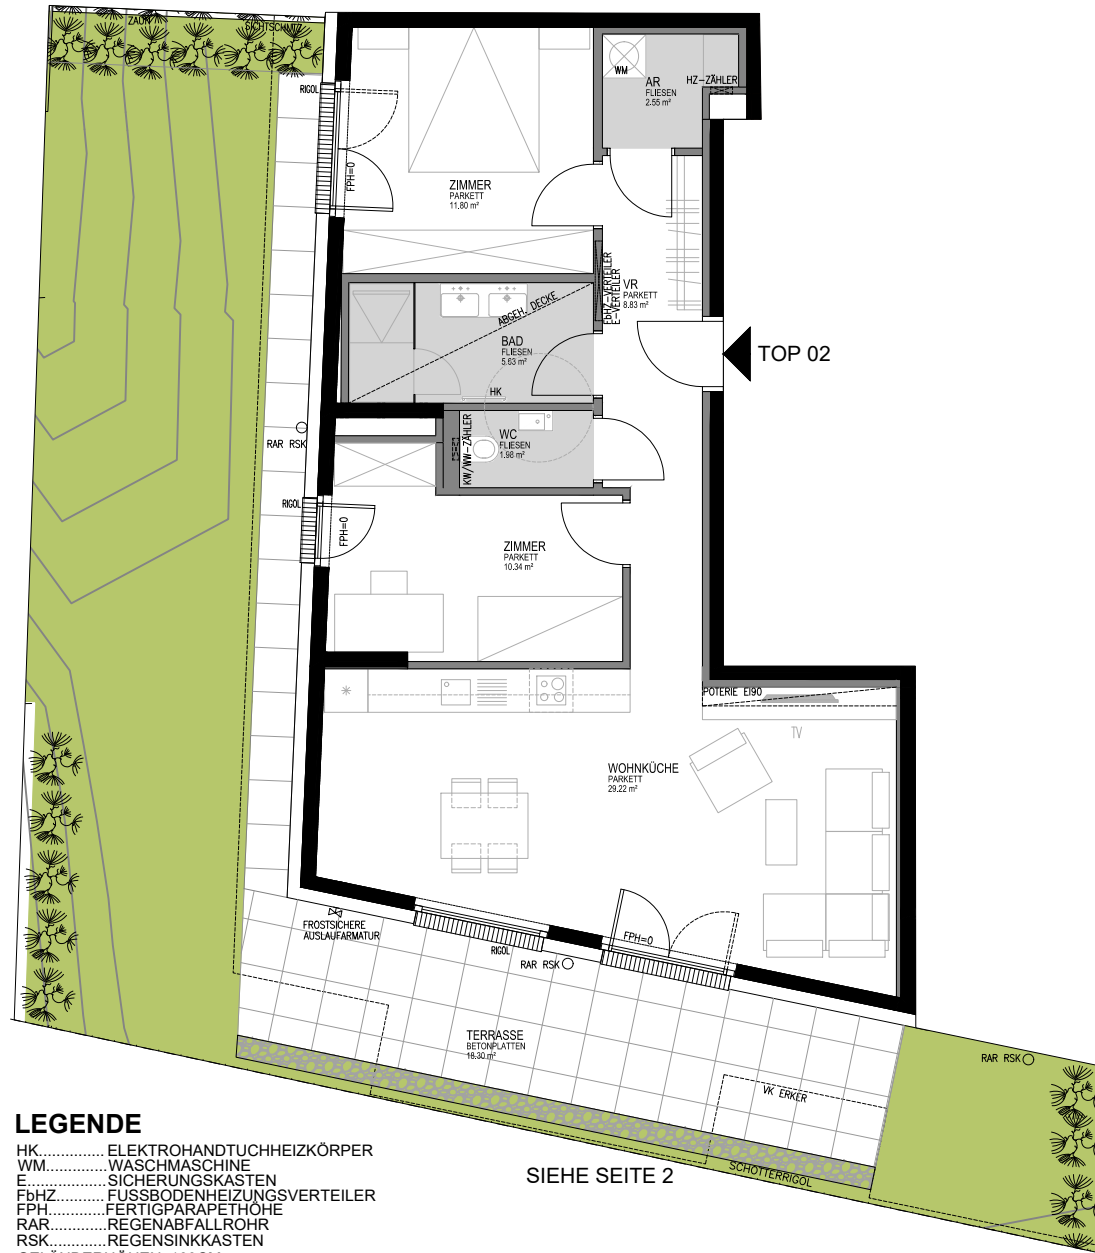 ZAUN
SICHTSCHUTZ
RIGOL
FPH=0
WM
AR
FLIESEN
2.55 m²
HZ-ZÄHLER
ZIMMER
PARKETT
11.80 m²
FbHZ-VERTEILER
E-VERTEILER
VR
PARKETT
8.83 m²
ABGEH. DECKE
BAD
FLIESEN
5.63 m²
HK
TOP 02
RAR RSK
KW/WW-ZÄHLER
WC
FLIESEN
1.98 m²
RIGOL
FPH=0
ZIMMER
PARKETT
10.34 m²
POTERIE EI90
TV
WOHNKÜCHE
PARKETT
29.22 m²
FROSTSICHERE
AUSLAUFARMATUR
RIGOL
RAR RSK
FPH=0
TERRASSE
BETONPLATTEN
18.30 m²
RAR RSK
VK ERKER
SCHOTTERRIGOL
SIEHE SEITE 2
LEGENDE
HK............... ELEKTROHANDTUCHHEIZKÖRPER
WM..............WASCHMASCHINE
E..................SICHERUNGSKASTEN
FbHZ........... FUSSBODENHEIZUNGSVERTEILER
FPH.............FERTIGPARAPETHÖHE
RAR.............REGENABFALLROHR
RSK.............REGENSINKKASTEN